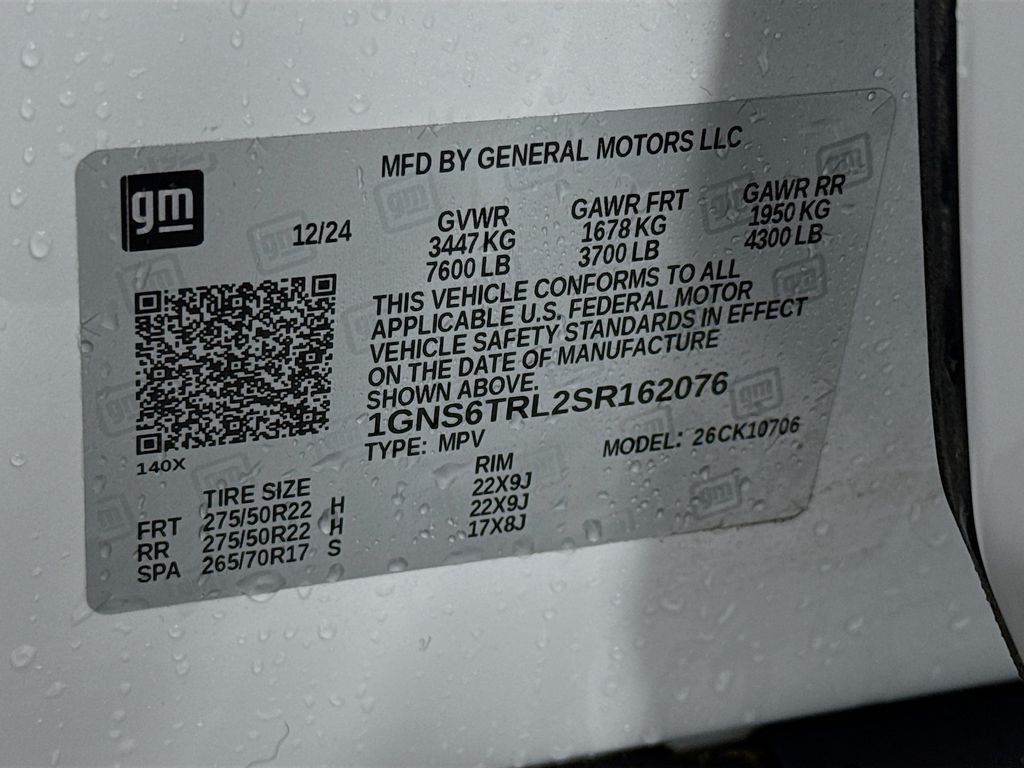 MFD BY GENERAL MOTORS LLC
gm
12/24
GVWR GAWR FRT GAWR RR
3447 KG 1678 KG 1950 KG
7600 LB 3700 LB 4300 LB
THIS VEHICLE CONFORMS TO ALL
APPLICABLE U.S. FEDERAL MOTOR
VEHICLE SAFETY STANDARDS IN EFFECT
ON THE DATE OF MANUFACTURE
SHOWN ABOVE.
1GNS6TRL2SR162076
TYPE: MPV MODEL: 26CK10706
140X
TIRE SIZE RIM
FRT 275/50R22 H 22X9J
RR 275/50R22 H 22X9J
SPA 265/70R17 S 17X8J